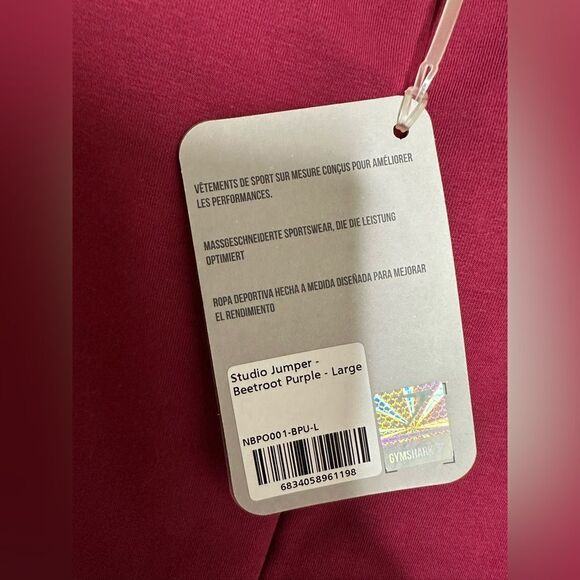 VÊTEMENTS DE SPORT SUR MESURE CONÇUS POUR AMÉLIORER
LES PERFORMANCES.
MASSGESCHNEIDERTE SPORTSWEAR, DIE DIE LEISTUNG
OPTIMIERT
ROPA DEPORTIVA HECHA A MEDIDA DISEÑADA PARA MEJORAR
EL RENDIMIENTO
Studio Jumper -
Beetroot Purple - Large
NBPO001-BPU-L
6834058961198
GYMSHARK